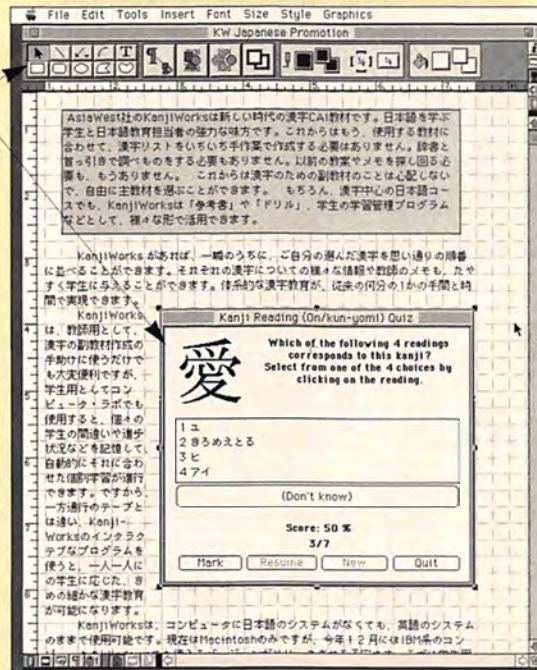 File Edit Tools Insert Font Size Style Graphics
KW Japanese Promotion
AsiaWest社のKanjiWorksは新しい時代の漢字CAI教材です。日本語を学ぶ
学生と日本語教育担当者の強力な味方です。これからはもう、使用する教材に
合わせて、漢字リストをいちいち手作業で作成する必要はありません。辞書と
首っ引きで調べものをする必要もありません。以前の教案やメモを探し回る必
要も、もうありません。 これからは漢字のための副教材のことは心配しない
で、自由に主教材を選ぶことができます。 もちろん、漢字中心の日本語コー
スでも、KanjiWorksは「参考書」や「ドリル」、学生の学習管理プログラム
などとして、様々な形で活用できます。
KanjiWorks があれば、一瞬のうちに、ご自分の選んだ漢字を思い通りの順番
に並べることができます。それぞれの漢字についての様々な情報や教師のメモも、たや
すく学生に与えることができます。体系的な漢字教育が、従来の何分の1かの手間と時
間で実現できます。
KanjiWorks
は、教師用として、
漢字の副教材作成の
手助けに使うだけで
も大変便利ですが、
学生用としてコン
ピュータ・ラボでも
使用すると、個々の
学生の間違いや進歩
状況などを記憶して、
自動的にそれに合わ
せた個別学習が進行
できます。ですから、
一方通行のテープと
は違い、Kanji-
Worksのインタラク
テブなプログラムを
使うと、一人一人に
の学生に応じた、き
めの細かな漢字教育
が可能になります。
Kanji Reading (On/kun-yomi) Quiz
愛
Which of the following 4 readings
corresponds to this kanji?
Select from one of the 4 choices by
clicking on the reading.
1 ユ
2 きろめえとる
3 ヒ
4 アイ
(Don't know)
Score: 50 %
3/7
Mark Resume New Quit
KanjiWorksは、コンピュータに日本語のシステムがなくても、英語のシステム
のままで使用可能です。現在はMacintoshのみですが、今年12月にはIBM系のコン